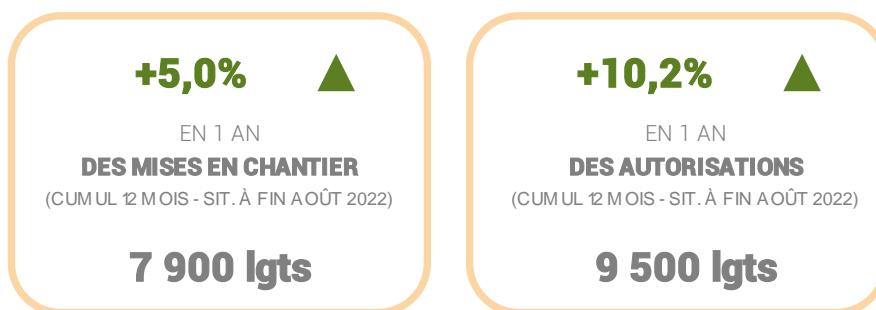 +5,0%
EN 1 AN
DES MISES EN CHANTIER
(CUMUL 12 MOIS - SIT. À FIN AOÛT 2022)
7 900 lgts
+10,2%
EN 1 AN
DES AUTORISATIONS
(CUMUL 12 MOIS - SIT. À FIN AOÛT 2022)
9 500 lgts